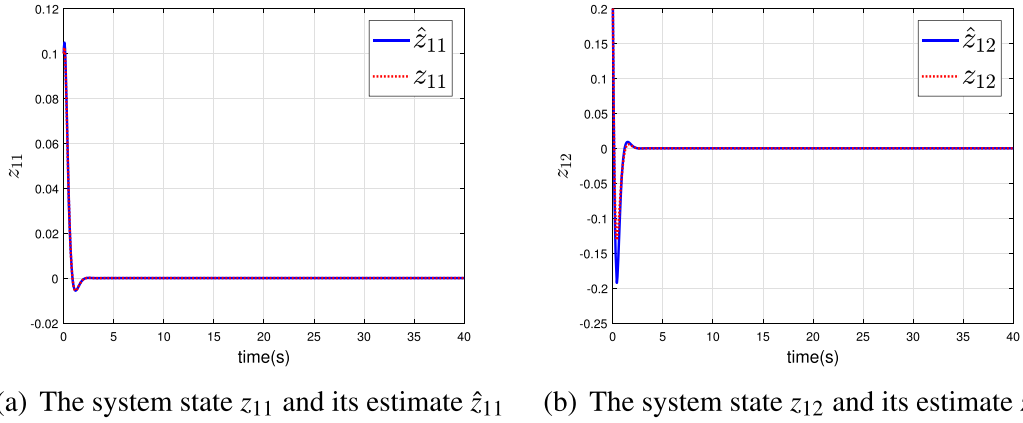 0.12
0.1
0.08
0.06
0.04
0.02
0
-0.02
z11
0 5 10 15 20 25 30 35 40
time(s)
ẑ11
z11
0.2
0.15
0.1
0.05
0
-0.05
-0.1
-0.15
-0.2
-0.25
z12
0 5 10 15 20 25 30 35 40
time(s)
ẑ12
z12
a) The system state z11 and its estimate ẑ11
(b) The system state z12 and its estimate